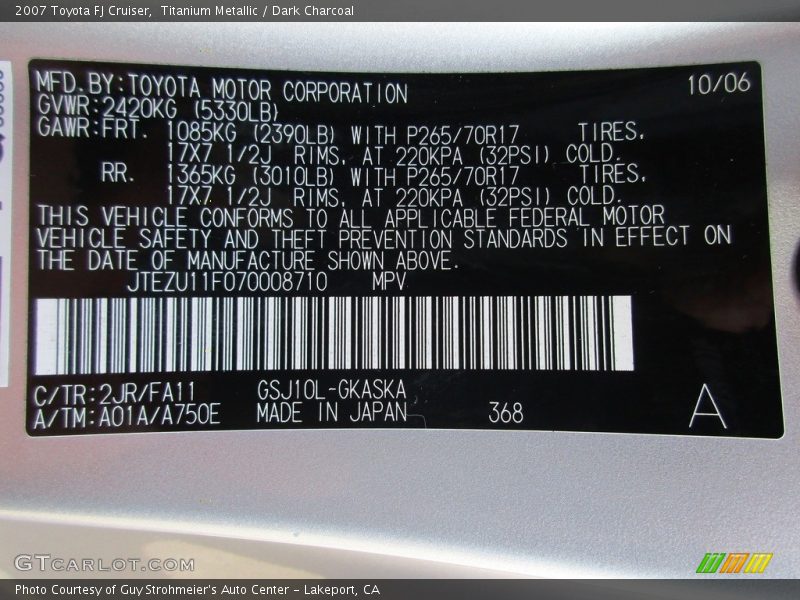 2007 Toyota FJ Cruiser,  Titanium Metallic / Dark Charcoal
MFD.BY:TOYOTA MOTOR CORPORATION 10/06
GVWR:2420KG (5330LB)
GAWR:FRT. 1085KG (2390LB) WITH P265/70R17 TIRES,
17X7 1/2J RIMS, AT 220KPA (32PSI) COLD.
RR. 1365KG (3010LB) WITH P265/70R17 TIRES,
17X7 1/2J RIMS, AT 220KPA (32PSI) COLD.
THIS VEHICLE CONFORMS TO ALL APPLICABLE FEDERAL MOTOR
VEHICLE SAFETY AND THEFT PREVENTION STANDARDS IN EFFECT ON
THE DATE OF MANUFACTURE SHOWN ABOVE.
JTEZU11F070008710 MPV
C/TR:2JR/FA11 GSJ10L-GKASKA
A/TM:A01A/A750E MADE IN JAPAN 368 A
GTCARLOT.COM
Photo Courtesy of Guy Strohmeier's Auto Center - Lakeport, CA